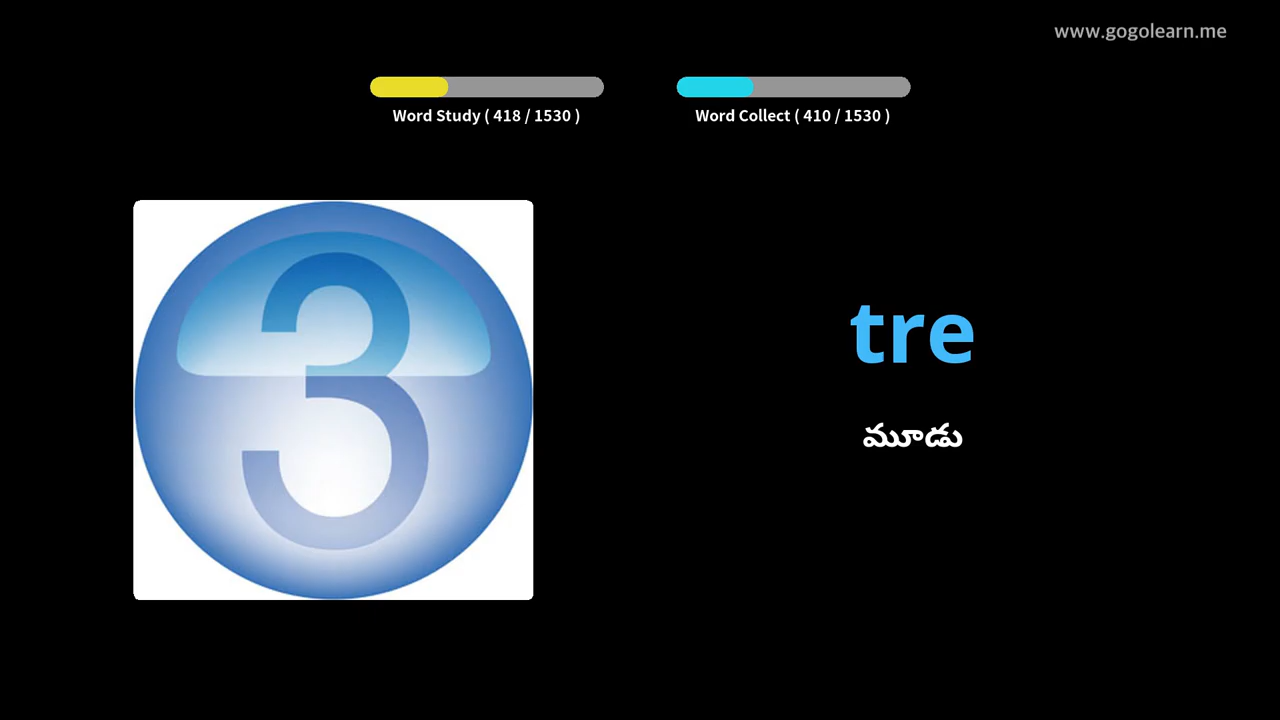 www.gogolearn.me
Word Study ( 418 / 1530 )
Word Collect ( 410 / 1530 )
3
tre
మూడు